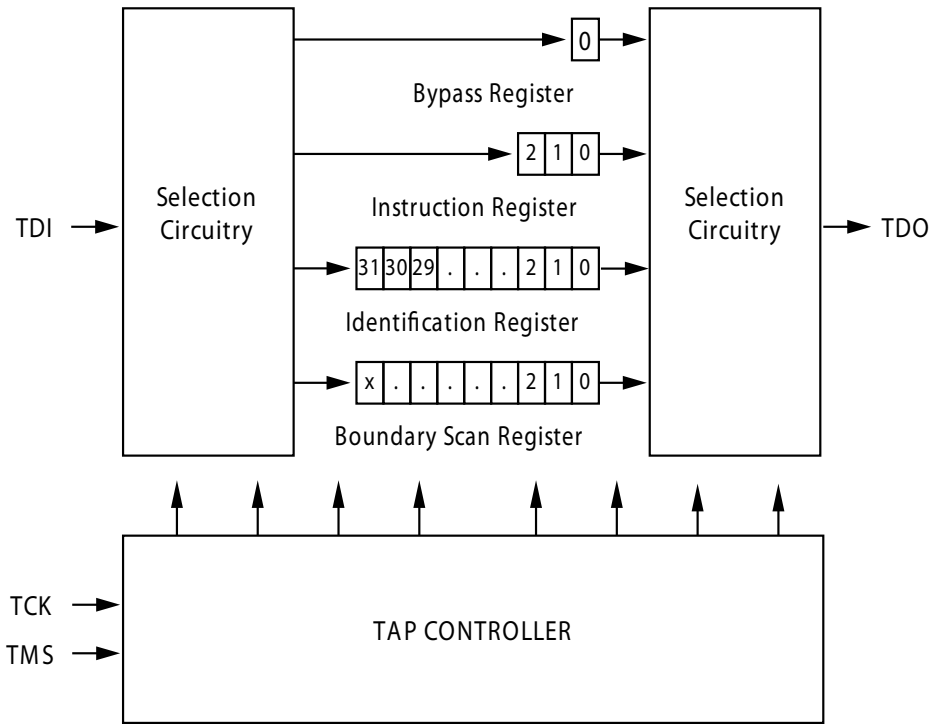 0
Bypass Register
2 1 0
Selection
Circuitry
Selection
Circuitry
Instruction Register
TDI
TDO
31 30 29 . . . 2 1 0
Identification Register
x . . . . . 2 1 0
Boundary Scan Register
TCK
TAP CONTROLLER
TMS